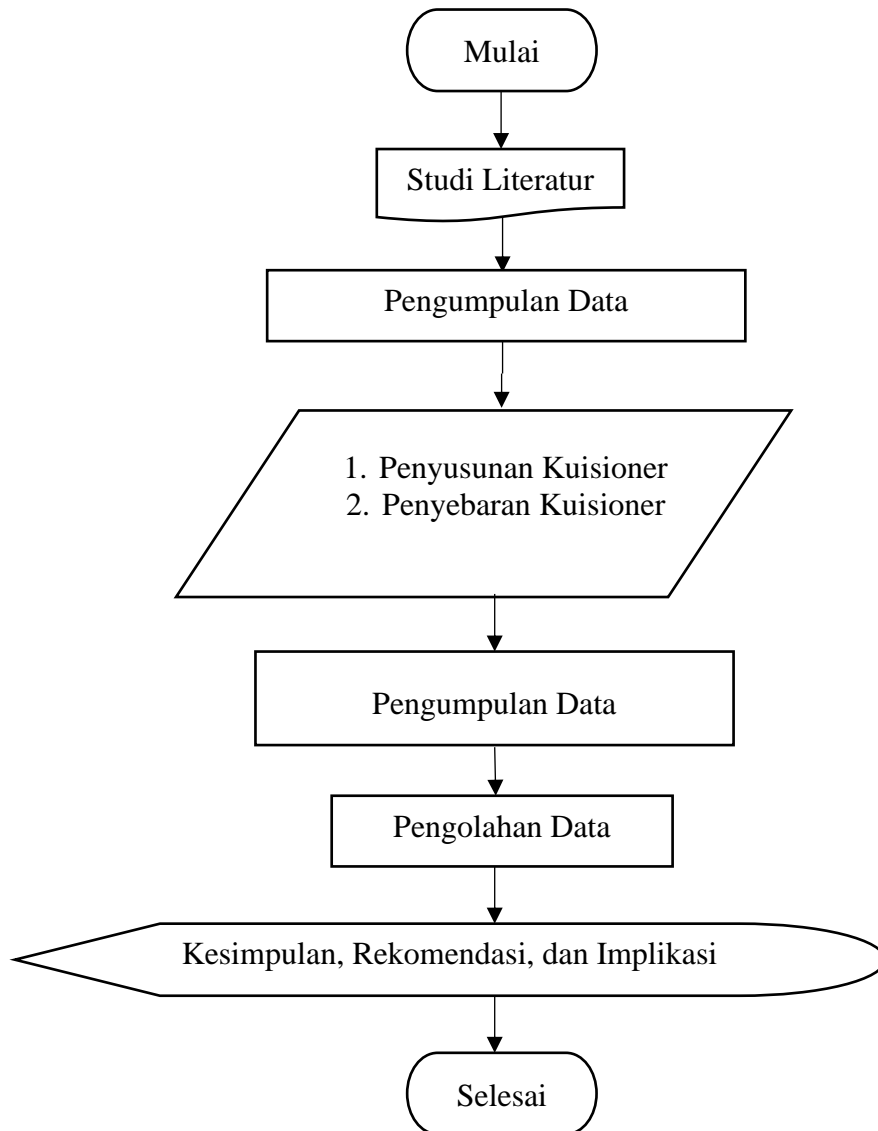 Mulai
Studi Literatur
Pengumpulan Data
1. Penyusunan Kuisioner
2. Penyebaran Kuisioner
Pengumpulan Data
Pengolahan Data
Kesimpulan, Rekomendasi, dan Implikasi
Selesai